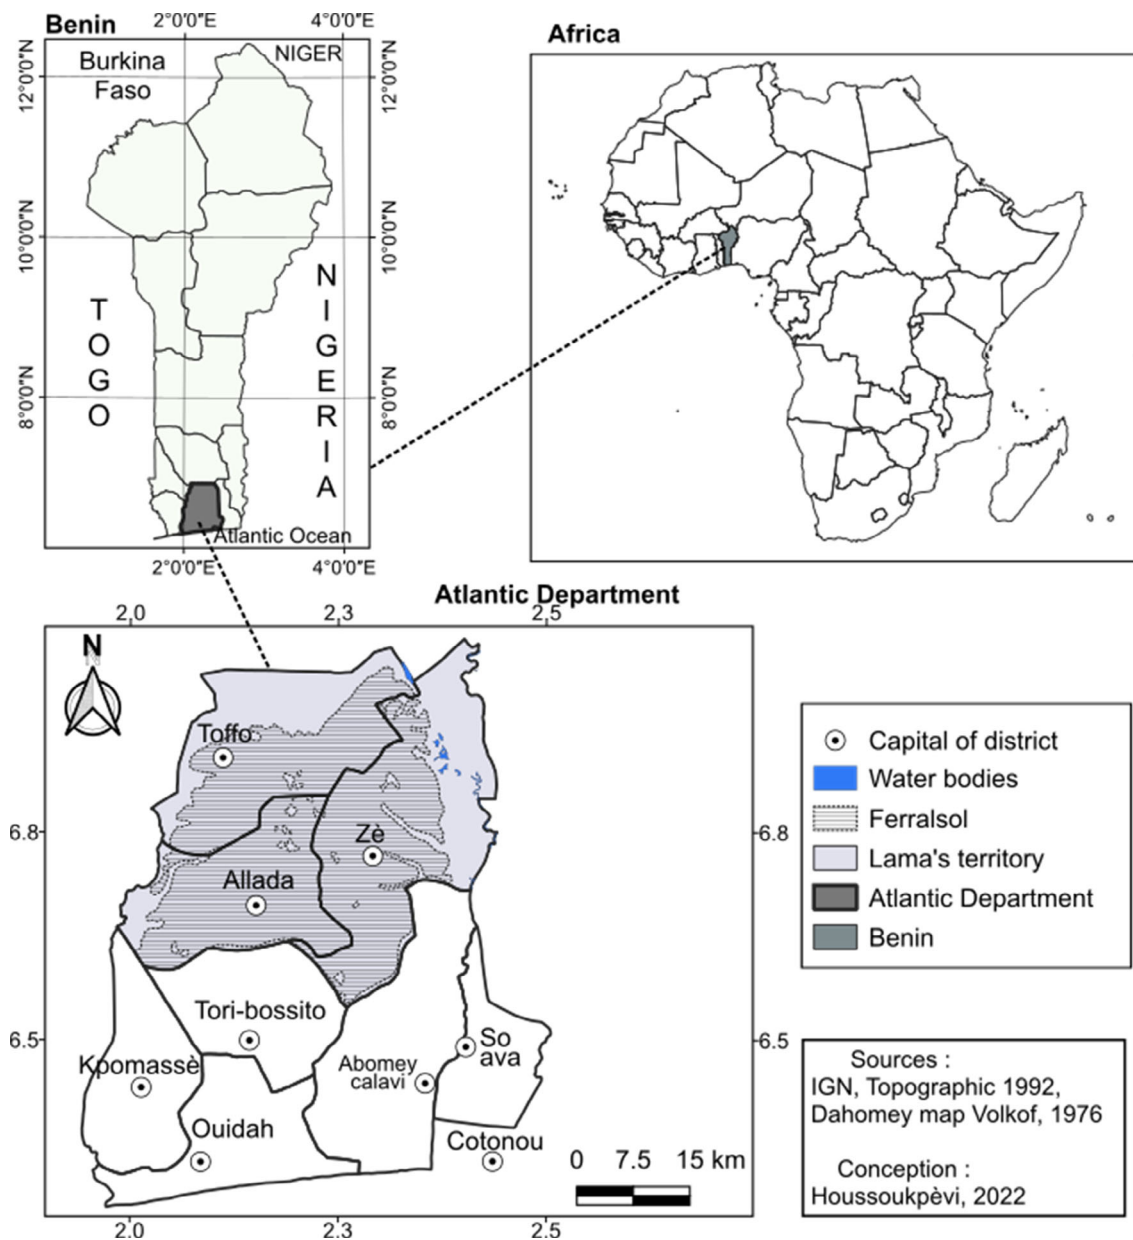 Benin
2°0'0"E
4°0'0"E
Burkina
Faso
NIGER
12°0'0"N
12°0'0"N
10°0'0"N
10°0'0"N
8°0'0"N
8°0'0"N
TOGO
NIGERIA
Atlantic Ocean
2°0'0"E
4°0'0"E
Africa
Atlantic Department
2.0
2.3
2.5
N
Toffo
6.8
6.8
Zè
Allada
Tori-bossito
6.5
6.5
So
ava
Kpomassè
Abomey
calavi
Ouidah
Cotonou
0 7.5 15 km
2.0
2.3
2.5
Capital of district
Water bodies
Ferralsol
Lama's territory
Atlantic Department
Benin
Sources :
IGN, Topographic 1992,
Dahomey map Volkof, 1976
Conception :
Houssoukpèvi, 2022